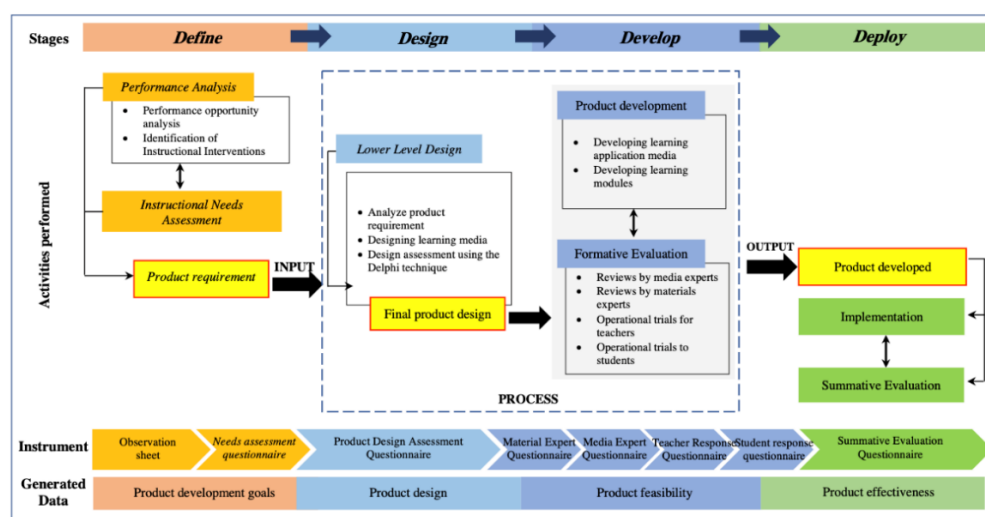 Stages
Define
Design
Develop
Deploy
Activities performed
Performance Analysis
• Performance opportunity
analysis
• Identification of
Instructional Interventions
Instructional Needs
Assessment
Product requirement
INPUT
Lower Level Design
• Analyze product
requirement
• Designing learning media
• Design assessment using the
Delphi technique
Final product design
Product development
• Developing learning
application media
• Developing learning
modules
Formative Evaluation
• Reviews by media experts
• Reviews by materials
experts
• Operational trials for
teachers
• Operational trials to
students
PROCESS
OUTPUT
Product developed
Implementation
Summative Evaluation
Instrument
Observation
sheet
Needs assessment
questionnaire
Product Design Assessment
Questionnaire
Material Expert
Questionnaire
Media Expert
Questionnaire
Teacher Response
Questionnaire
Student response
questionnaire
Summative Evaluation
Questionnaire
Generated
Data
Product development goals
Product design
Product feasibility
Product effectiveness